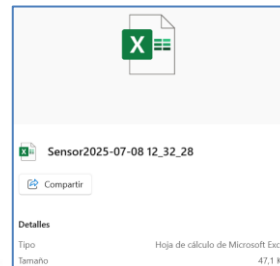 Sensor2025-07-08 12_32_28
Compartir
Detalles
Tipo Hoja de cálculo de Microsoft Exc
Tamaño 47,1 K